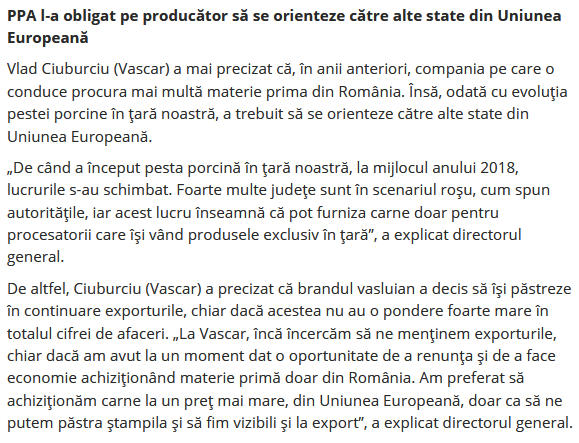 PPA l-a obligat pe producător să se orienteze către alte state din Uniunea
Europeană
Vlad Ciuburciu (Vascar) a mai precizat că, în anii anteriori, compania pe care o
conduce procura mai multă materie prima din România. Însă, odată cu evoluţia
pestei porcine în ţară noastră, a trebuit să se orienteze către alte state din
Uniunea Europeană.
„De când a început pesta porcină în ţară noastră, la mijlocul anului 2018,
lucrurile s-au schimbat. Foarte multe judeţe sunt în scenariul roşu, cum spun
autorităţile, iar acest lucru înseamnă că pot furniza carne doar pentru
procesatorii care îşi vând produsele exclusiv în ţară”, a explicat directorul
general.
De altfel, Ciuburciu (Vascar) a precizat că brandul vasluian a decis să îşi păstreze
în continuare exporturile, chiar dacă acestea nu au o pondere foarte mare în
totalul cifrei de afaceri. „La Vascar, încă încercăm să ne menţinem exporturile,
chiar dacă am avut la un moment dat o oportunitate de a renunţa şi de a face
economie achiziţionând materie primă doar din România. Am preferat să
achiziţionăm carne la un preţ mai mare, din Uniunea Europeană, doar ca să ne
putem păstra ştampila şi să fim vizibili şi la export”, a explicat directorul general.